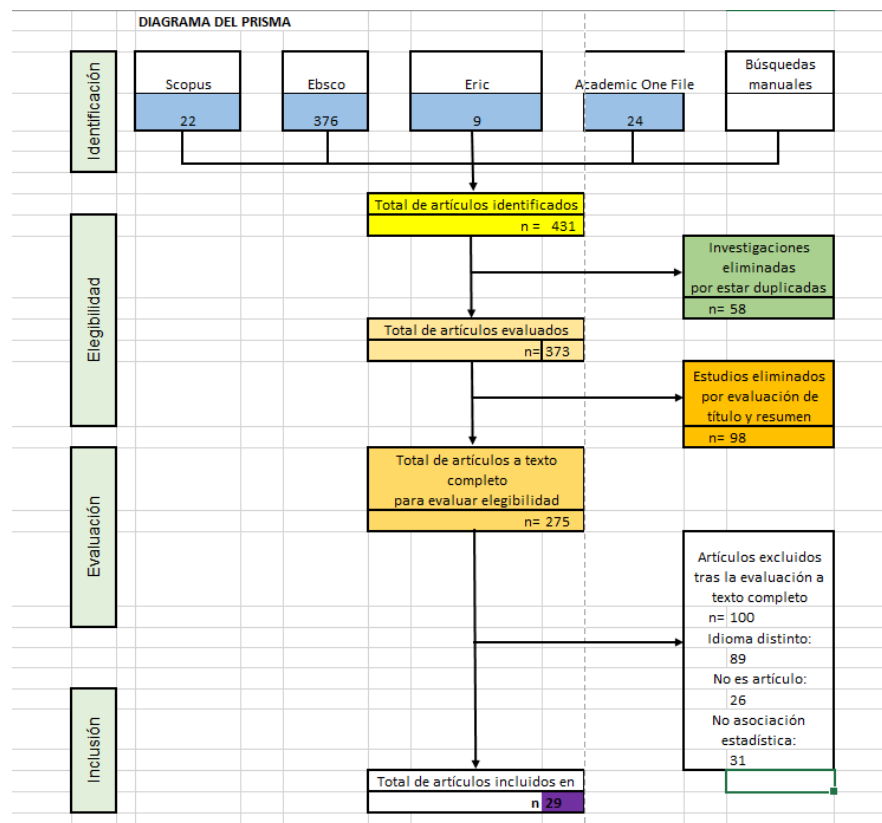 DIAGRAMA DEL PRISMA
Identificación
Scopus
22
Ebsco
376
Eric
9
Academic One File
24
Búsquedas
manuales
Total de artículos identificados
n = 431
Elegibilidad
Investigaciones
eliminadas
por estar duplicadas
n= 58
Total de artículos evaluados
n= 373
Estudios eliminados
por evaluación de
título y resumen
n= 98
Evaluación
Total de artículos a texto
completo
para evaluar elegibilidad
n= 275
Artículos excluidos
tras la evaluación a
texto completo
n= 100
Idioma distinto:
89
No es artículo:
26
No asociación
estadística:
31
Inclusión
Total de artículos incluidos en
n 29